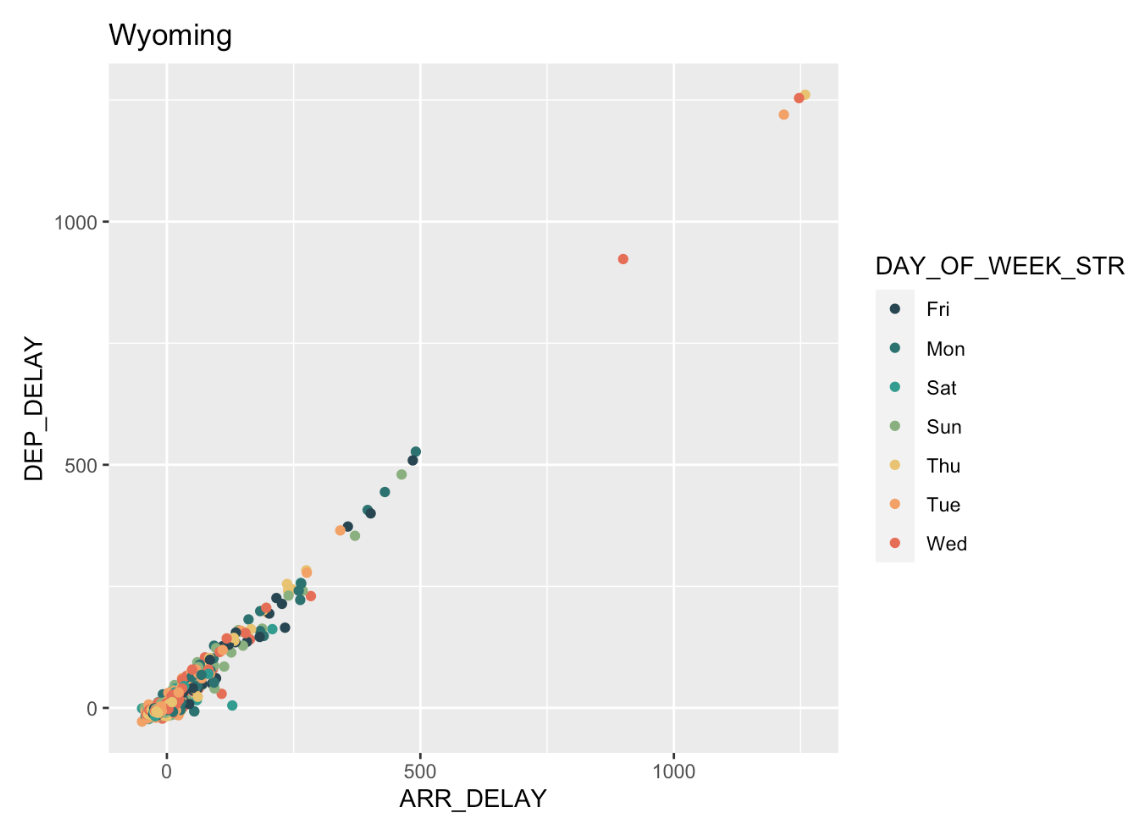 Wyoming
1000
500
0
DEP_DELAY
0 500 1000
ARR_DELAY
DAY_OF_WEEK_STR
Fri
Mon
Sat
Sun
Thu
Tue
Wed